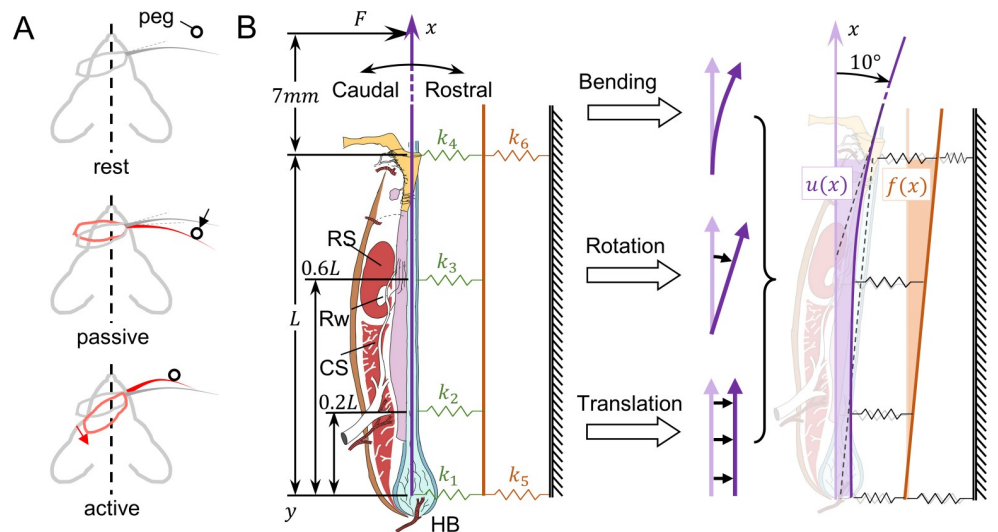 A
peg
rest
passive
active
B
F
x
7mm
Caudal
Rostral
k₄
k₆
RS
0.6L
k₃
L
Rw
CS
0.2L
k₂
k₁
k₅
y
HB
Bending
Rotation
Translation
x
10°
u(x)
f(x)